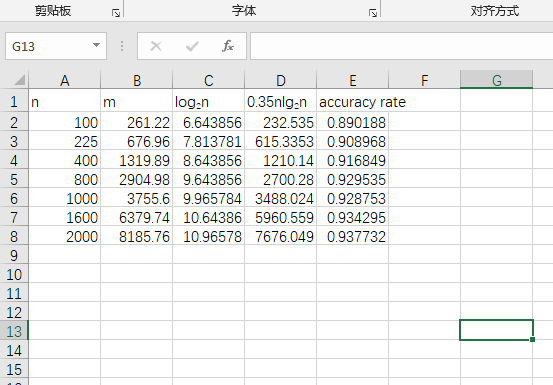 剪贴板 字体 对齐方式
G13 fx
A B C D E F G
1 n m log₂n 0.35nlg₂n accuracy rate
2 100 261.22 6.643856 232.535 0.890188
3 225 676.96 7.813781 615.3353 0.908968
4 400 1319.89 8.643856 1210.14 0.916849
5 800 2904.98 9.643856 2700.28 0.929535
6 1000 3755.6 9.965784 3488.024 0.928753
7 1600 6379.74 10.64386 5960.559 0.934295
8 2000 8185.76 10.96578 7676.049 0.937732
9
10
11
12
13
14
15